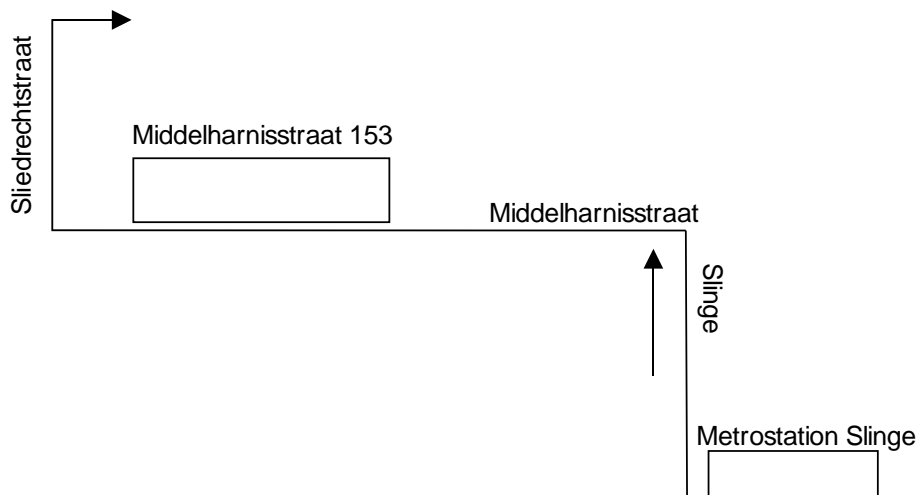 Sliedrechtstraat
Middelharnisstraat 153
Middelharnisstraat
Slinge
Metrostation Slinge